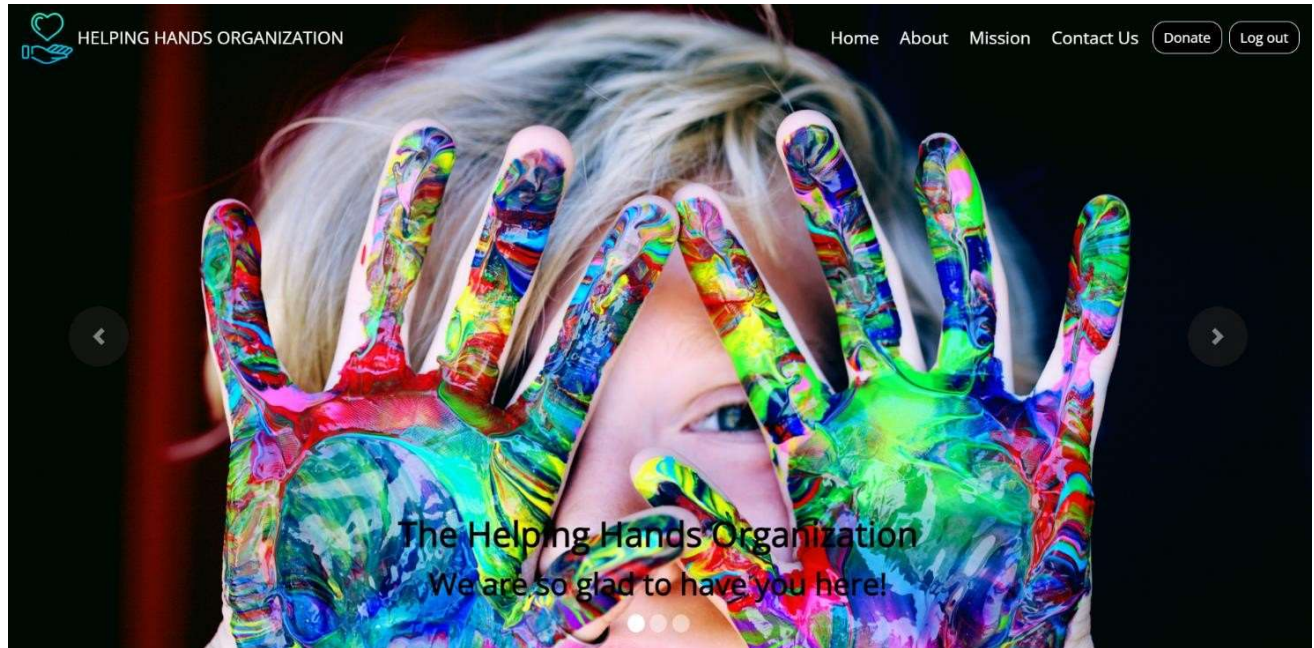 HELPING HANDS ORGANIZATION
Home About Mission Contact Us Donate Log out
The Helping Hands Organization
We are so glad to have you here!